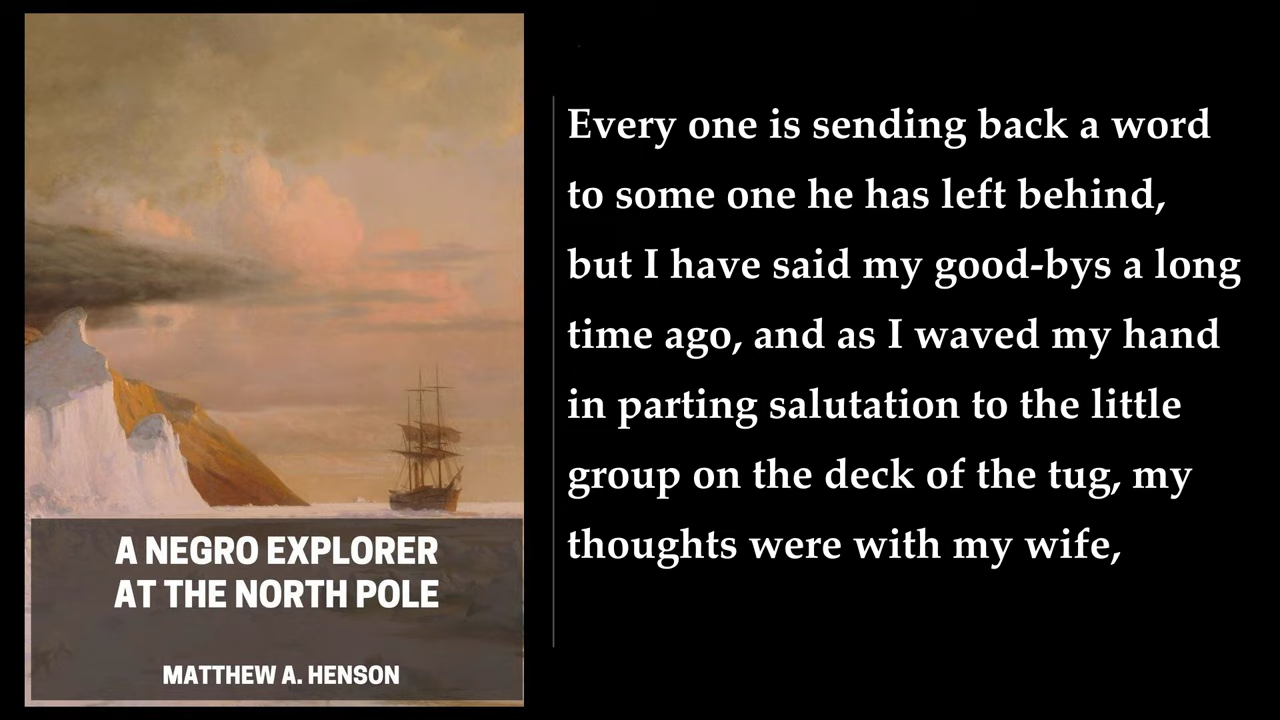 A NEGRO EXPLORER
AT THE NORTH POLE
MATTHEW A. HENSON
Every one is sending back a word
to some one he has left behind,
but I have said my good-bys a long
time ago, and as I waved my hand
in parting salutation to the little
group on the deck of the tug, my
thoughts were with my wife,